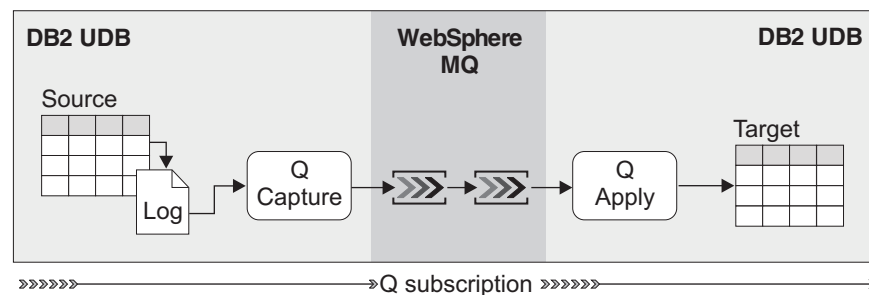 DB2 UDB
WebSphere
MQ
DB2 UDB
Source
Log
Q
Capture
Q
Apply
Target
Q subscription